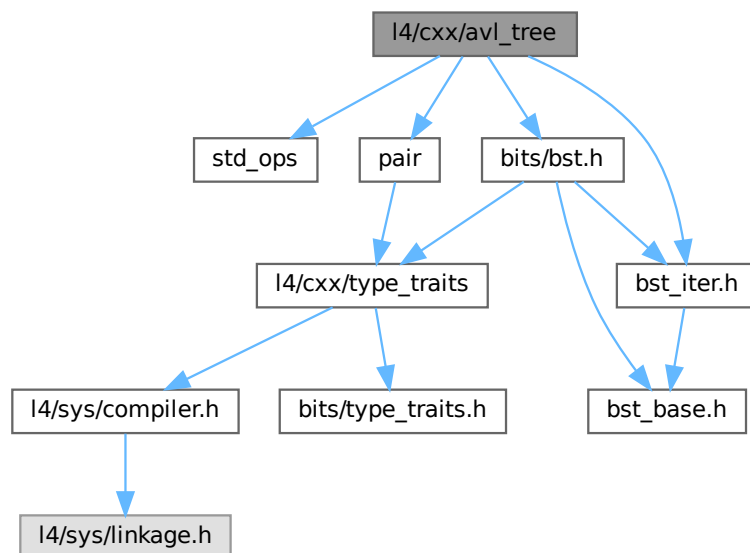 l4/cxx/avl_tree
std_ops
pair
bits/bst.h
l4/cxx/type_traits
bst_iter.h
l4/sys/compiler.h
bits/type_traits.h
bst_base.h
l4/sys/linkage.h